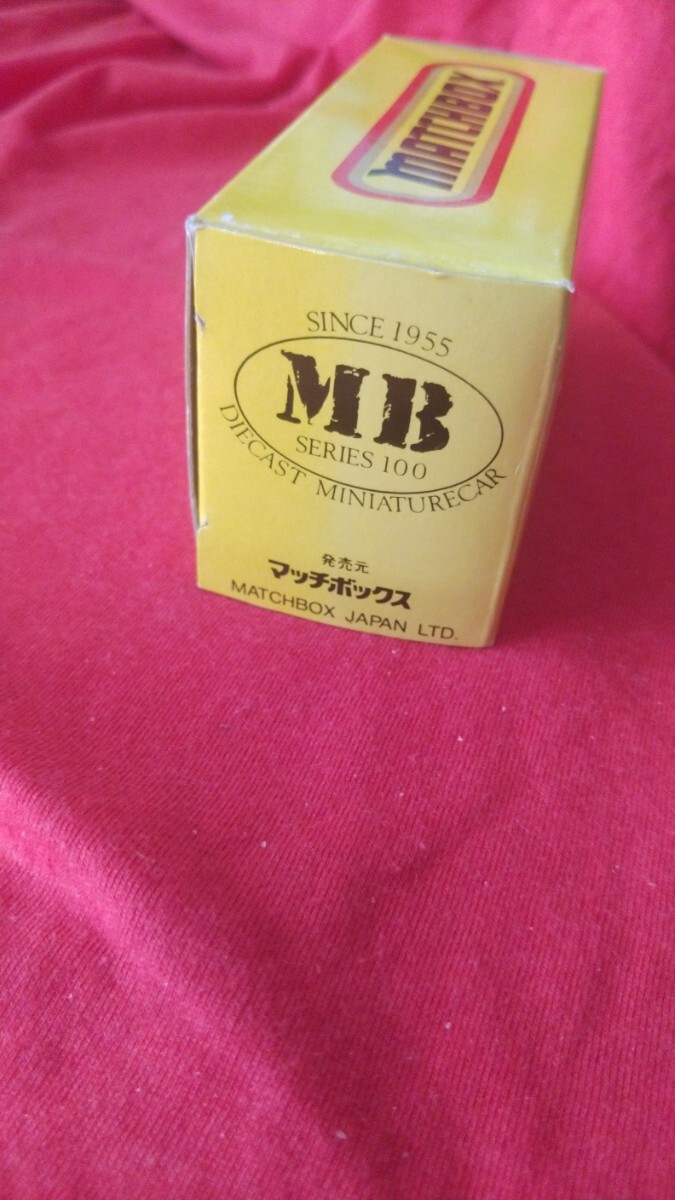 MATCHBOX
SINCE 1955
MB
SERIES 100
DIECAST MINIATURECAR
発売元
マッチボックス
MATCHBOX JAPAN LTD.